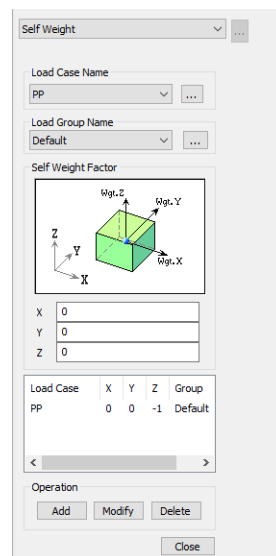 Self Weight
...
Load Case Name
PP
...
Load Group Name
Default
...
Self Weight Factor
Wgt.Z
Wgt.Y
Z
Y
Wgt.X
X
X 0
Y 0
Z 0
Load Case X Y Z Group
PP 0 0 -1 Default
Operation
Add Modify Delete
Close